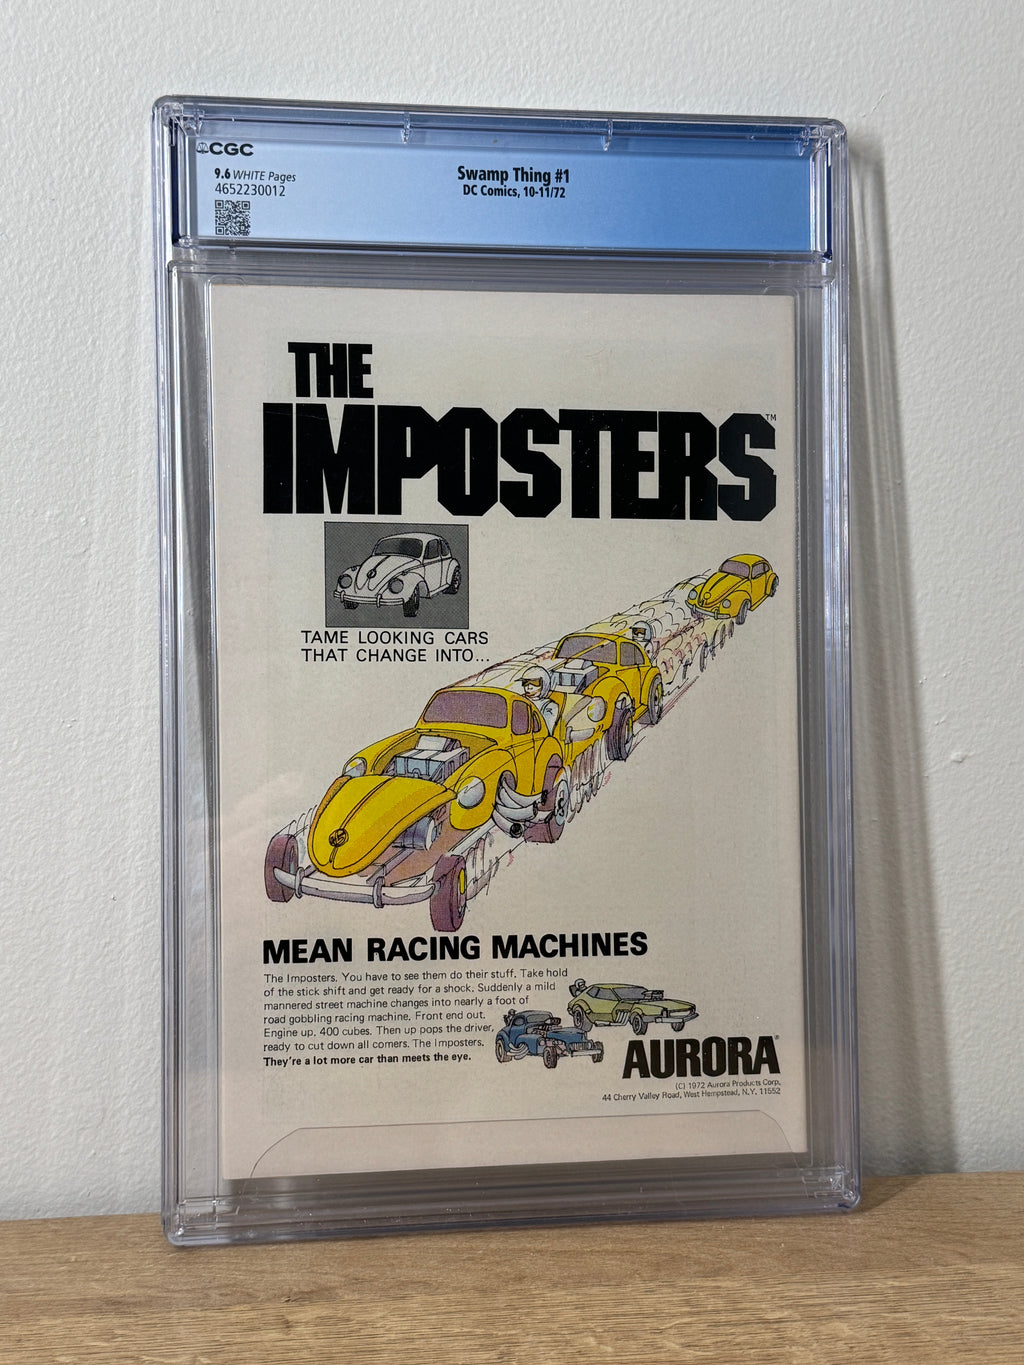 CGC
9.6 WHITE Pages
4652230012
Swamp Thing #1
DC Comics, 10-11/72
THE
IMPOSTERS™
TAME LOOKING CARS
THAT CHANGE INTO...
MEAN RACING MACHINES
The Imposters. You have to see them do their stuff. Take hold
of the stick shift and get ready for a shock. Suddenly a mild
mannered street machine changes into nearly a foot of
road gobbling racing machine. Front end out.
Engine up. 400 cubes. Then up pops the driver,
ready to cut down all comers. The Imposters.
They're a lot more car than meets the eye.
AURORA®
(C) 1972 Aurora Products Corp.
44 Cherry Valley Road, West Hempstead, N.Y. 11552